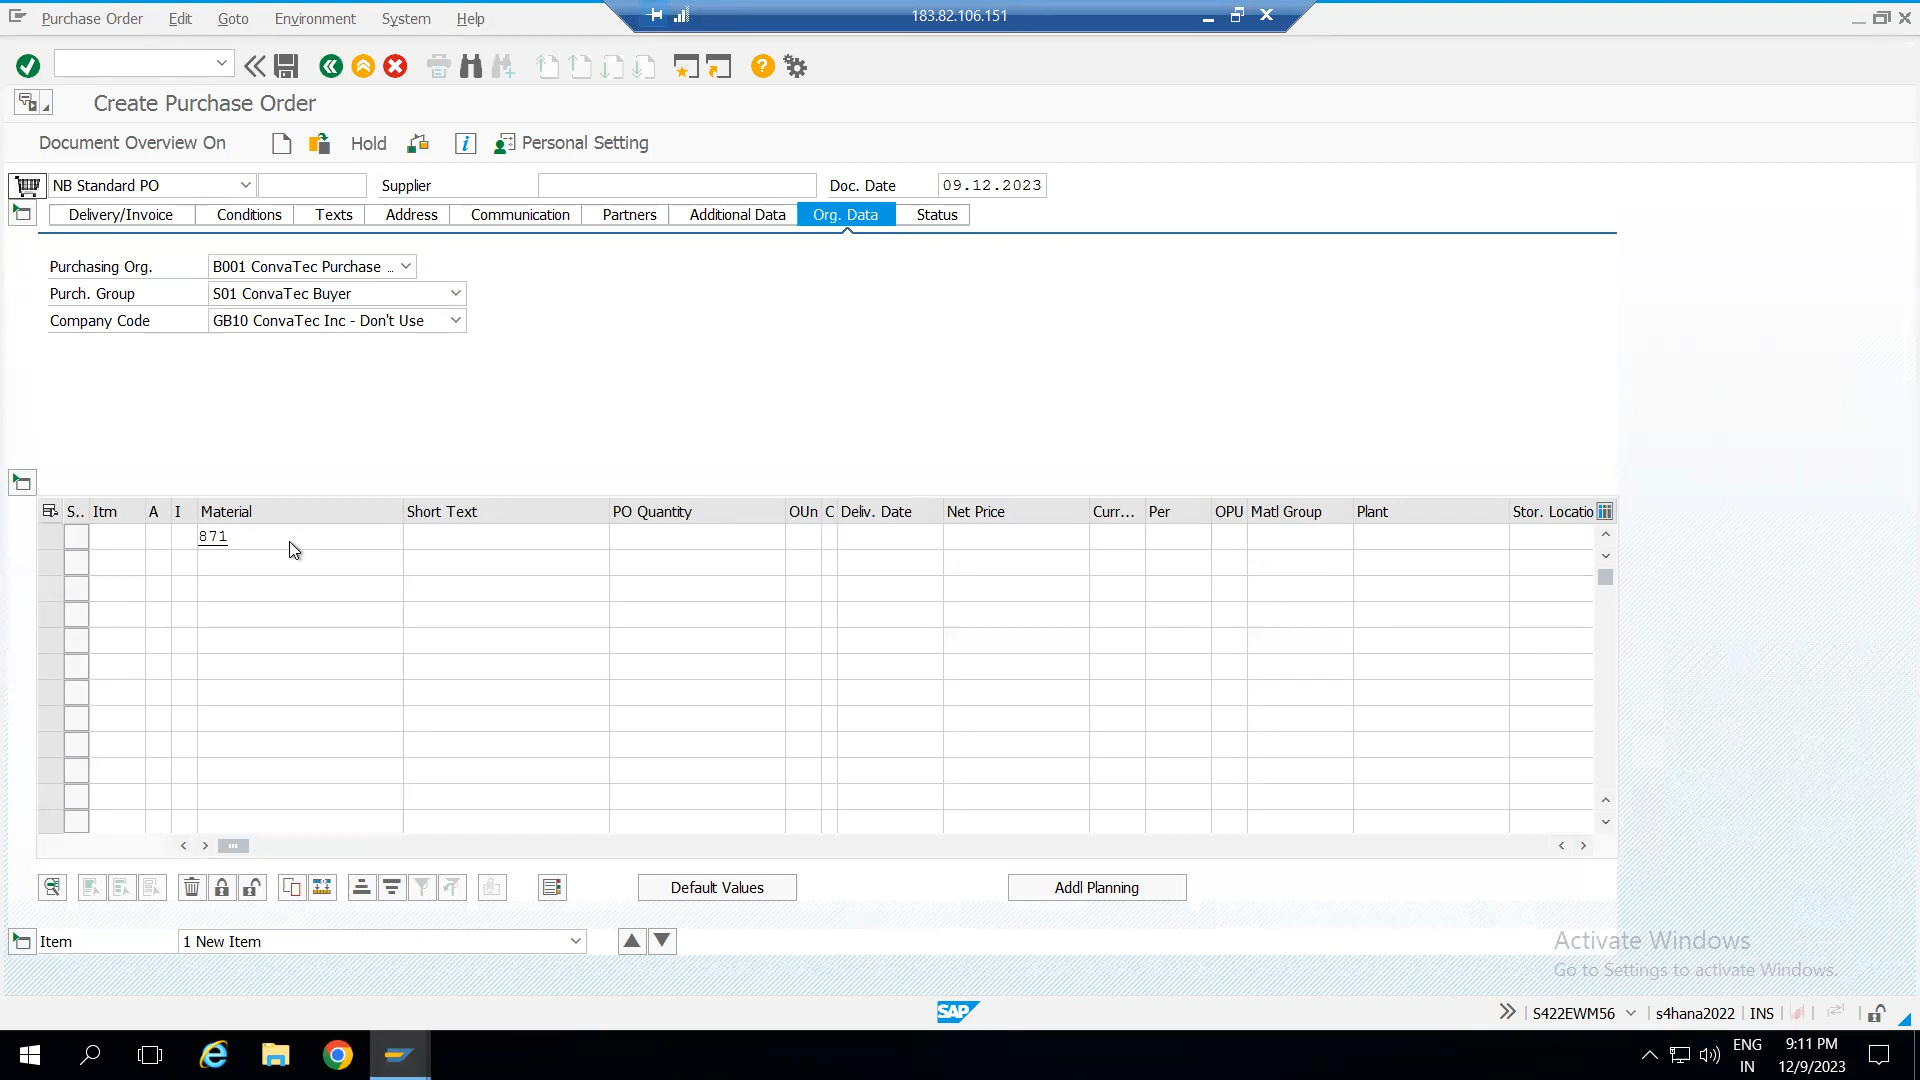 Purchase Order Edit Goto Environment System Help 183.82.106.151
Create Purchase Order
Document Overview On Hold Personal Setting
NB Standard PO Supplier Doc. Date 09.12.2023
Delivery/Invoice Conditions Texts Address Communication Partners Additional Data Org. Data Status
Purchasing Org. B001 ConvaTec Purchase ..
Purch. Group S01 ConvaTec Buyer
Company Code GB10 ConvaTec Inc - Don't Use
S.. Itm A I Material Short Text PO Quantity OUn C Deliv. Date Net Price Curr... Per OPU Matl Group Plant Stor. Locatio
871
Default Values Addl Planning
Item 1 New Item
Activate Windows
Go to Settings to activate Windows.
SAP S422EWM56 s4hana2022 INS
ENG 9:11 PM
IN 12/9/2023